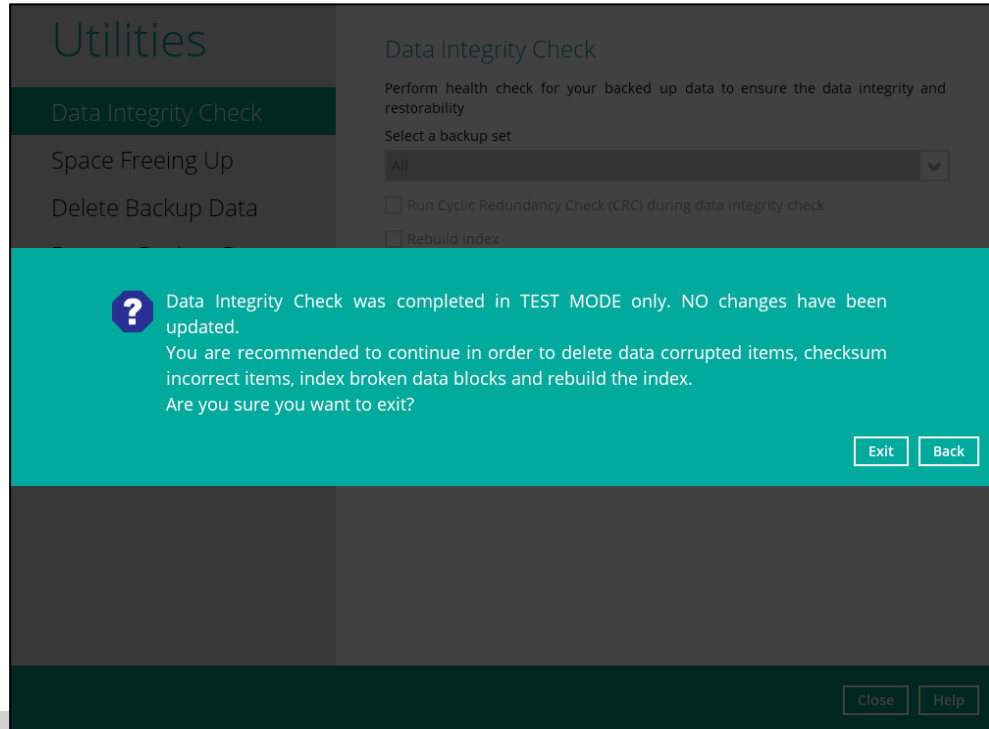 Utilities
Data Integrity Check
Space Freeing Up
Delete Backup Data
Data Integrity Check
Perform health check for your backed up data to ensure the data integrity and
restorability
Select a backup set
All
Run Cyclic Redundancy Check (CRC) during data integrity check
Rebuild index
?
Data Integrity Check was completed in TEST MODE only. NO changes have been
updated.
You are recommended to continue in order to delete data corrupted items, checksum
incorrect items, index broken data blocks and rebuild the index.
Are you sure you want to exit?
Exit Back
Close Help